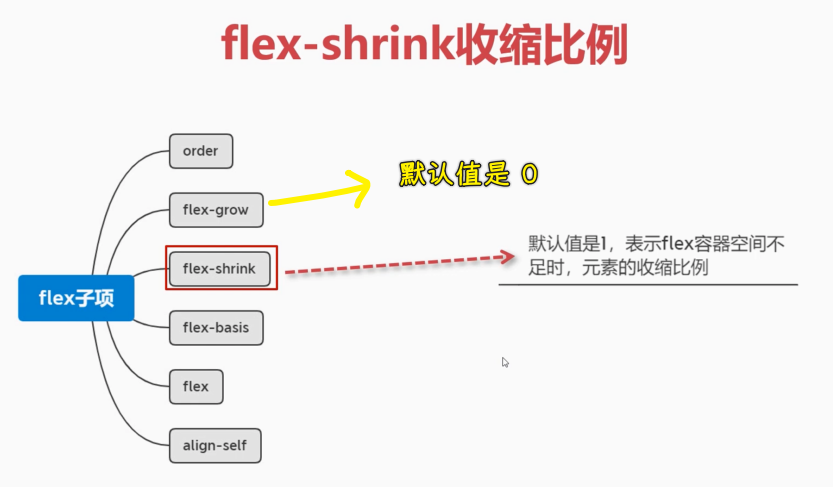 flex-shrink收缩比例
order
flex-grow
默认值是 0
flex-shrink
默认值是1，表示flex容器空间不
足时，元素的收缩比例
flex子项
flex-basis
flex
align-self